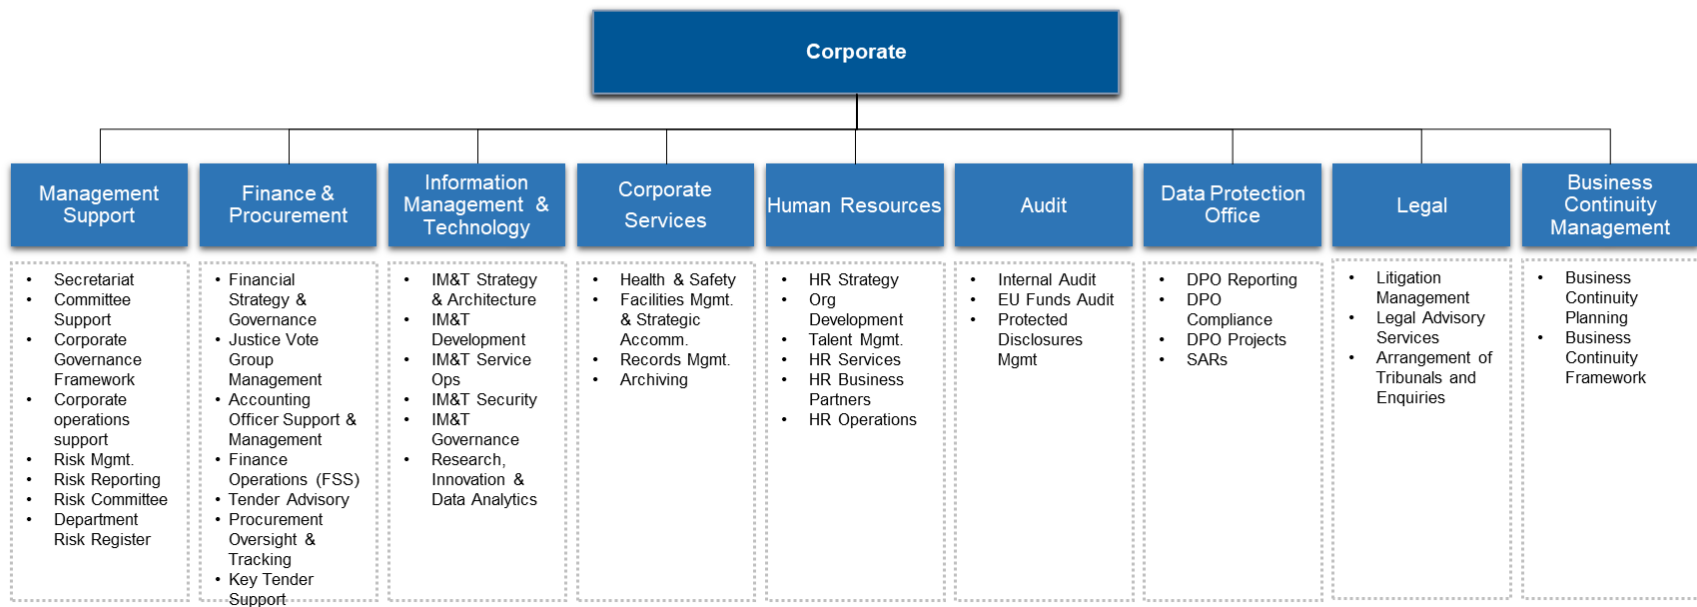 Corporate
Management
Support
Finance &
Procurement
Information
Management &
Technology
Corporate
Services
Human Resources
Audit
Data Protection
Office
Legal
Business
Continuity
Management
• Secretariat
• Committee
Support
• Corporate
Governance
Framework
• Corporate
operations
support
• Risk Mgmt.
• Risk Reporting
• Risk Committee
• Department
Risk Register
• Financial
Strategy &
Governance
• Justice Vote
Group
Management
• Accounting
Officer Support &
Management
• Finance
Operations (FSS)
• Tender Advisory
• Procurement
Oversight &
Tracking
• Key Tender
Support
• IM&T Strategy
& Architecture
• IM&T
Development
• IM&T Service
Ops
• IM&T Security
• IM&T
Governance
• Research,
Innovation &
Data Analytics
• Health & Safety
• Facilities Mgmt.
& Strategic
Accomm.
• Records Mgmt.
• Archiving
• HR Strategy
• Org
Development
• Talent Mgmt.
• HR Services
• HR Business
Partners
• HR Operations
• Internal Audit
• EU Funds Audit
• Protected
Disclosures
Mgmt
• DPO Reporting
• DPO
Compliance
• DPO Projects
• SARs
• Litigation
Management
• Legal Advisory
Services
• Arrangement of
Tribunals and
Enquiries
• Business
Continuity
Planning
• Business
Continuity
Framework